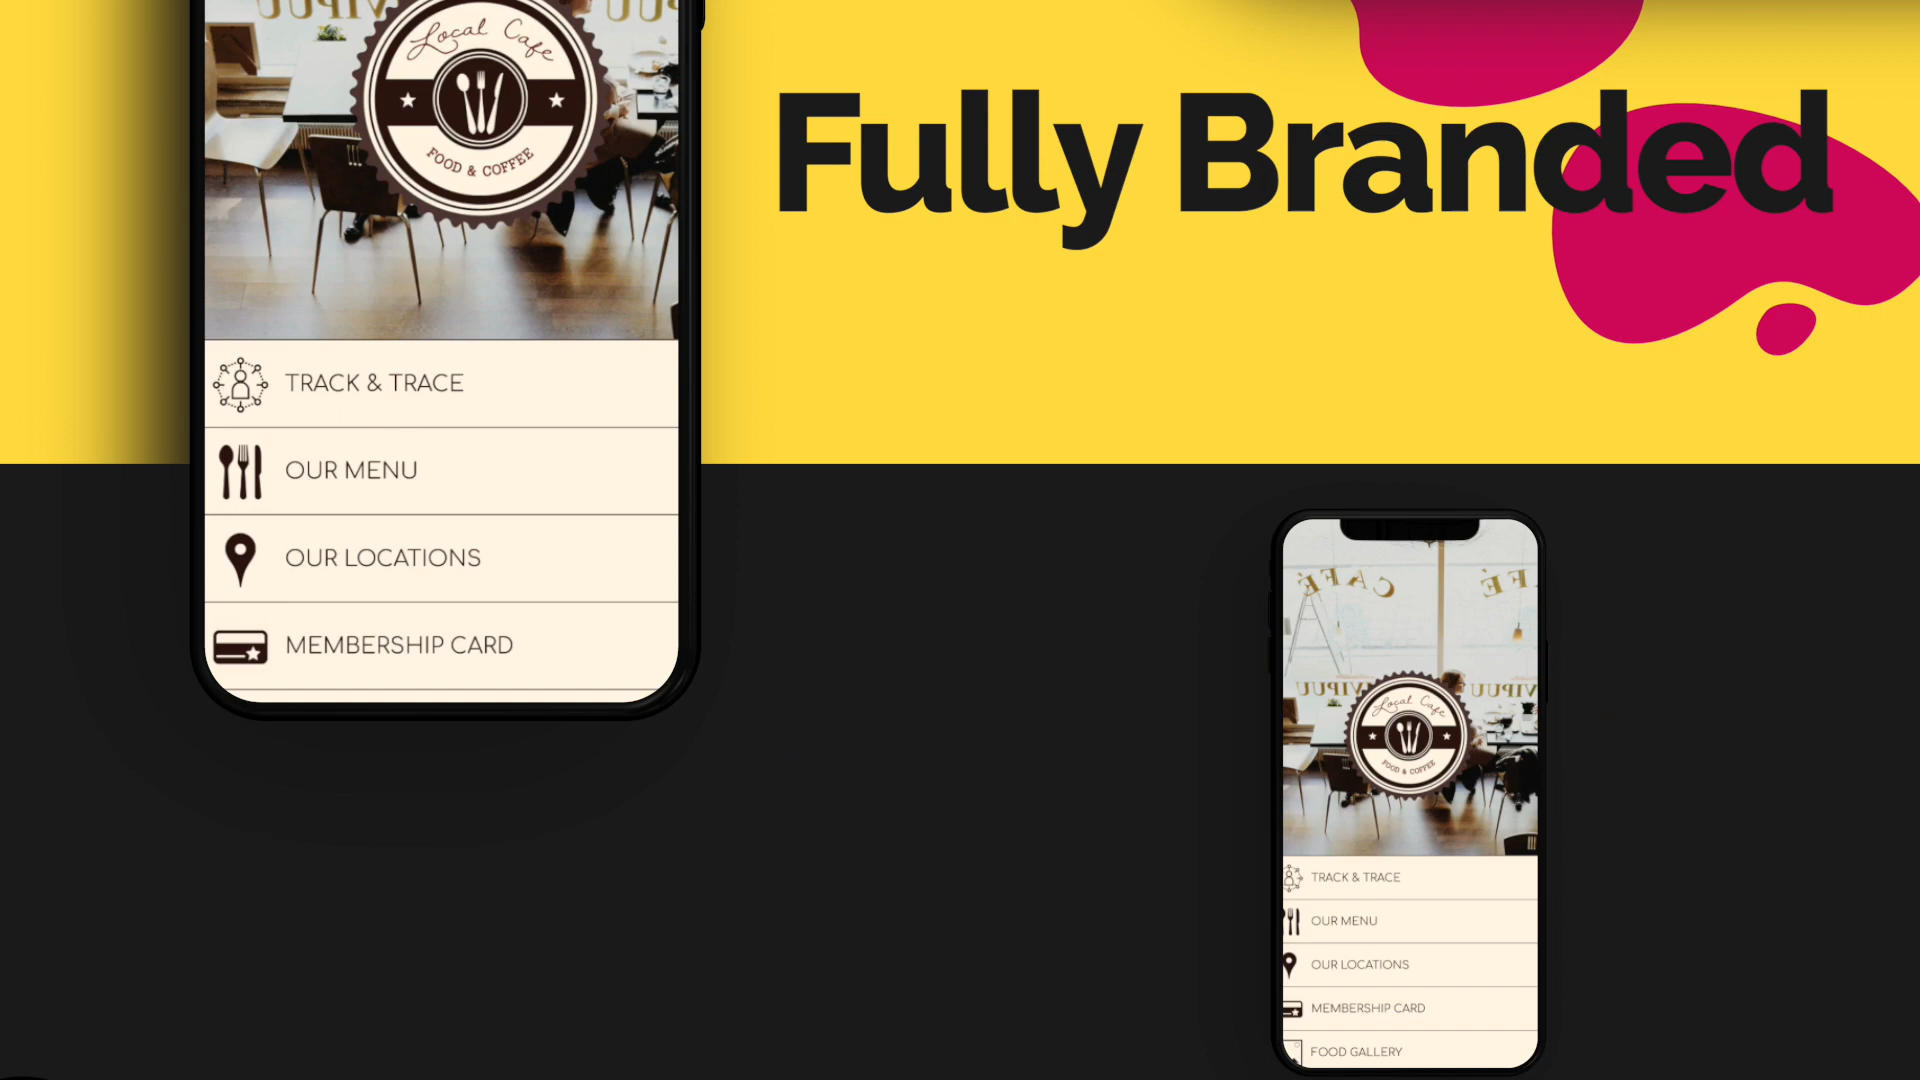 Local Cafe
FOOD & COFFEE
TRACK & TRACE
OUR MENU
OUR LOCATIONS
MEMBERSHIP CARD
Fully Branded
CAFÉ
Local Cafe
FOOD & COFFEE
TRACK & TRACE
OUR MENU
OUR LOCATIONS
MEMBERSHIP CARD
FOOD GALLERY